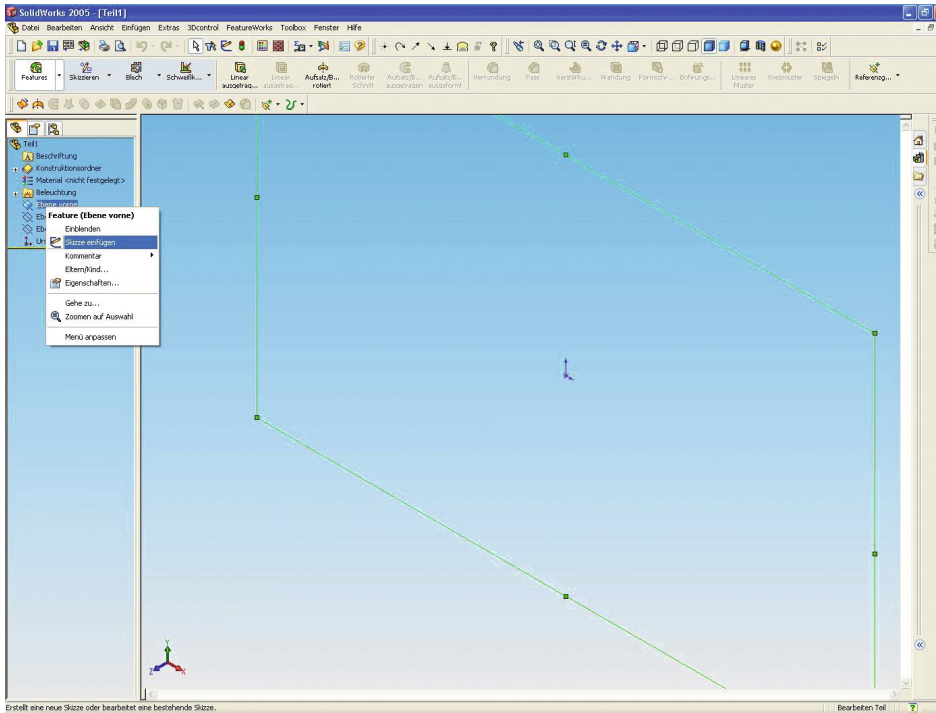 SolidWorks 2005 - [Teil1]
Datei Bearbeiten Ansicht Einfügen Extras 3Dcontrol FeatureWorks Toolbox Fenster Hilfe
Features Skizzieren Blech Schweißk... Linear ausgetrag... Linear ausgetrag... Aufsatz/B... rotiert Rotierter Schnitt Aufsatz/B... ausgetragen Aufsatz/B... ausgeformt Verrundung Fase Verstärku... Wandung Formschr... Bohrungs... Lineares Muster Kreismuster Spiegeln Referenzg...
Teil1
Beschriftung
Konstruktionsordner
Material <nicht festgelegt>
Beleuchtung
Ebene vorne
Feature (Ebene vorne)
Einblenden
Skizze einfügen
Kommentar
Eltern/Kind...
Eigenschaften...
Gehe zu...
Zoomen auf Auswahl
Menü anpassen
Y
Z X
Erstellt eine neue Skizze oder bearbeitet eine bestehende Skizze. Bearbeiten Teil